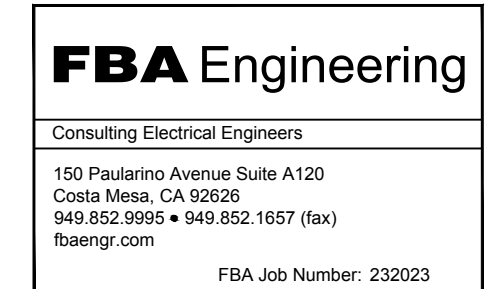 FBA Engineering
Consulting Electrical Engineers
150 Paularino Avenue Suite A120
Costa Mesa, CA 92626
949.852.9995 • 949.852.1657 (fax)
fbaengr.com
FBA Job Number: 232023